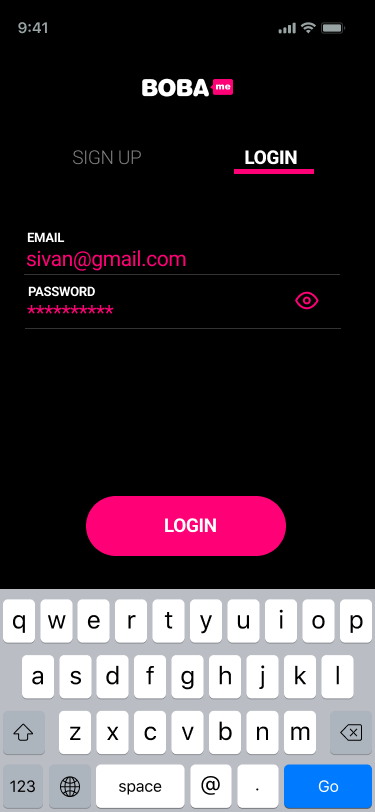 9:41
BOBA me
SIGN UP LOGIN
EMAIL
sivan@gmail.com
PASSWORD
**********
LOGIN
q w e r t y u i o p
a s d f g h j k l
z x c v b n m
123 space @ . Go